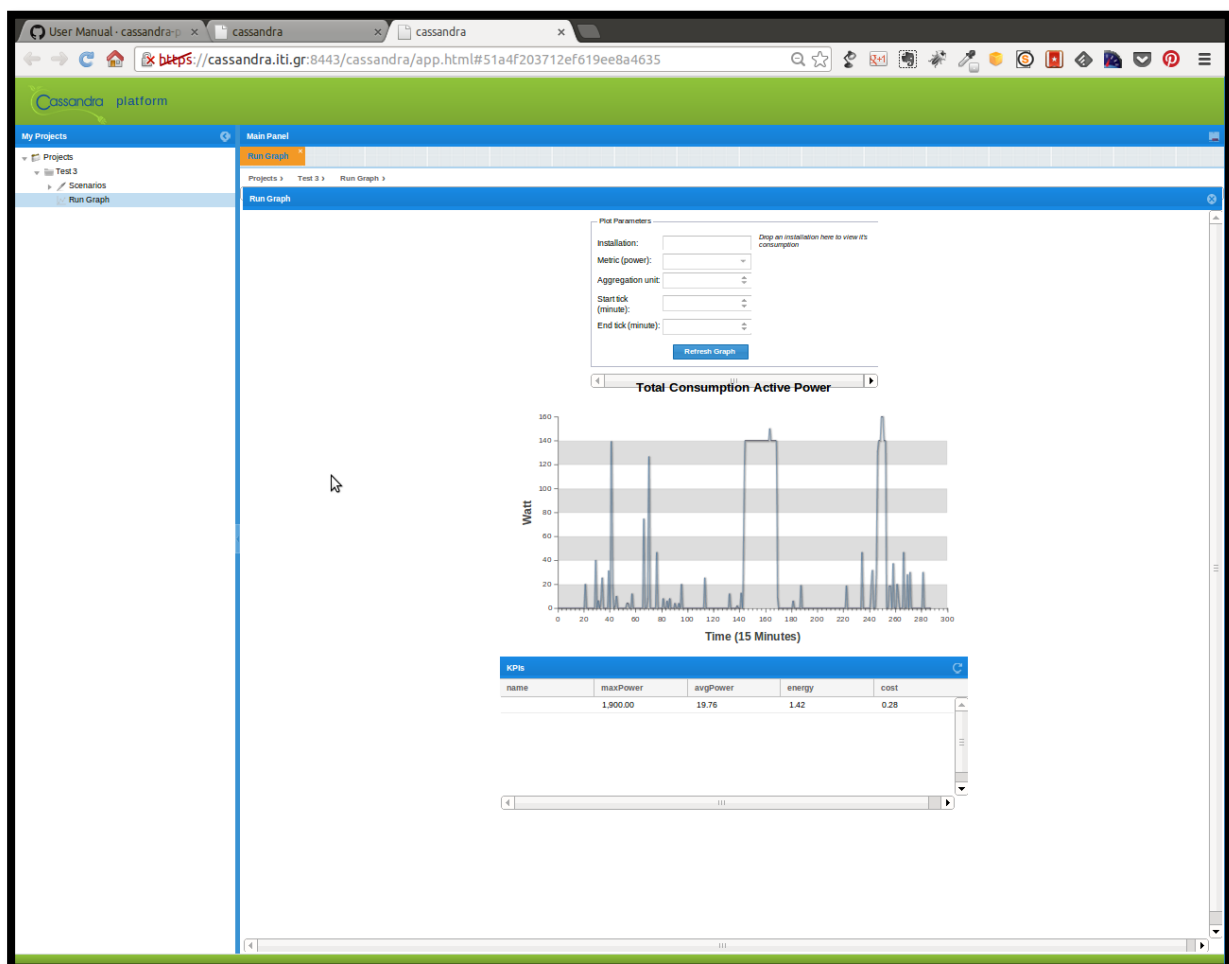 User Manual · cassandra-p
cassandra
cassandra
https://cassandra.iti.gr:8443/cassandra/app.html#51a4f203712ef619ee8a4635
Cassandra platform
My Projects
Main Panel
Projects
Test 3
Scenarios
Run Graph
Run Graph
Projects › Test 3 › Run Graph ›
Run Graph
Plot Parameters
Installation:
Drop an installation here to view it's
consumption
Metric (power):
Aggregation unit:
Start tick
(minute):
End tick (minute):
Refresh Graph
Total Consumption Active Power
160
140
120
100
80
60
40
20
0
Watt
0 20 40 60 80 100 120 140 160 180 200 220 240 260 280 300
Time (15 Minutes)
KPIs
name maxPower avgPower energy cost
1,900.00 19.76 1.42 0.28